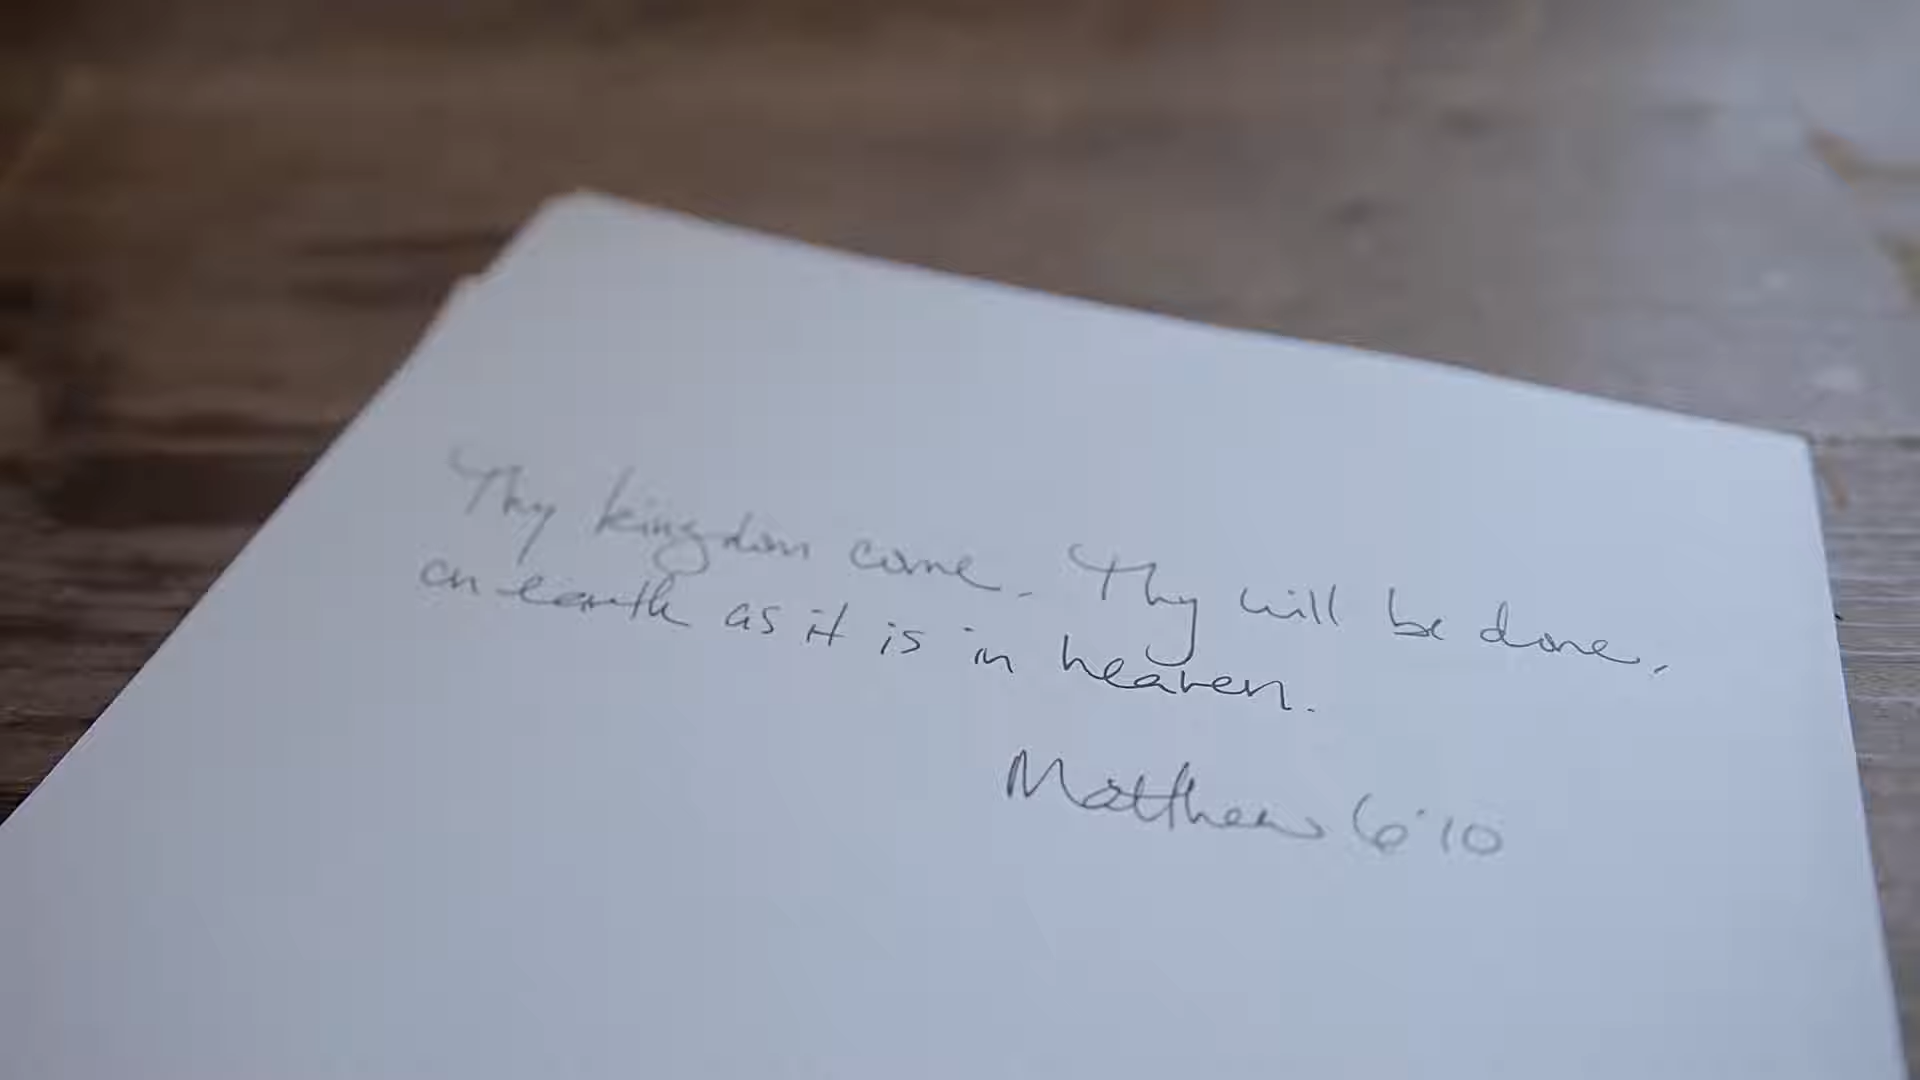 Thy kingdom come. Thy will be done,
on earth as it is in heaven.
Matthew 6:10